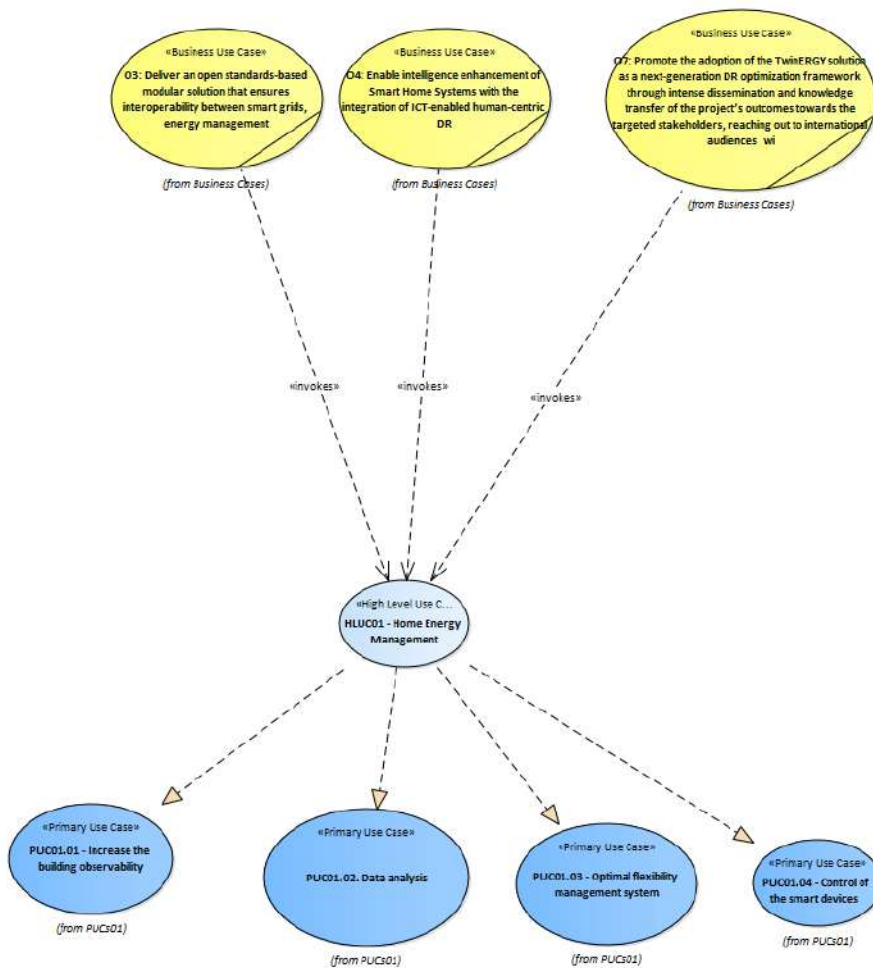 «Business Use Case»
O3: Deliver an open standards-based
modular solution that ensures
interoperability between smart grids,
energy management
(from Business Cases)
«Business Use Case»
O4: Enable intelligence enhancement of
Smart Home Systems with the
integration of ICT-enabled human-centric
DR
(from Business Cases)
«Business Use Case»
O7: Promote the adoption of the TwinERGY solution
as a next-generation DR optimization framework
through intense dissemination and knowledge
transfer of the project's outcomes towards the
targeted stakeholders, reaching out to international
audiences wi
(from Business Cases)
«invokes»
«invokes»
«invokes»
«High Level Use C...
HLUC01 - Home Energy
Management
«Primary Use Case»
PUC01.01 - Increase the
building observability
(from PUCs01)
«Primary Use Case»
PUC01.02. Data analysis
(from PUCs01)
«Primary Use Case»
PUC01.03 - Optimal flexibility
management system
(from PUCs01)
«Primary Use Case»
PUC01.04 - Control of
the smart devices
(from PUCs01)